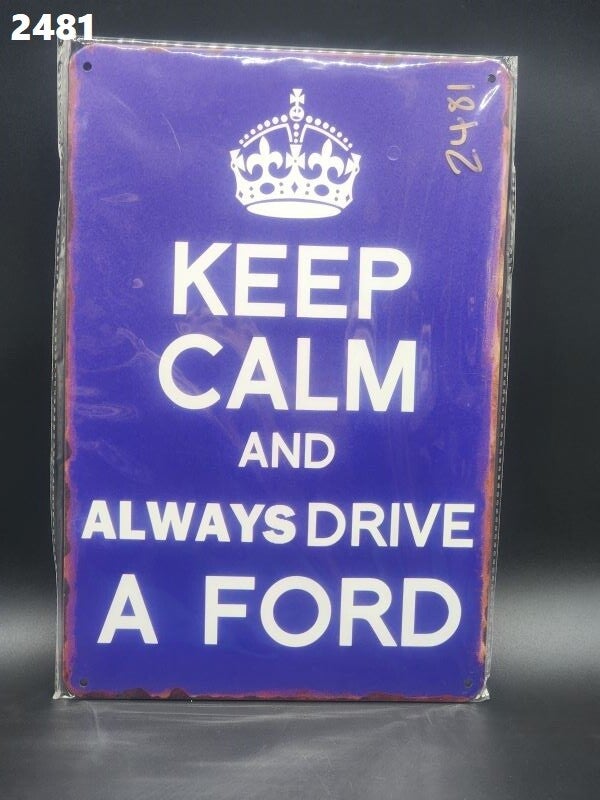 2481
2481
KEEP
CALM
AND
ALWAYS DRIVE
A FORD